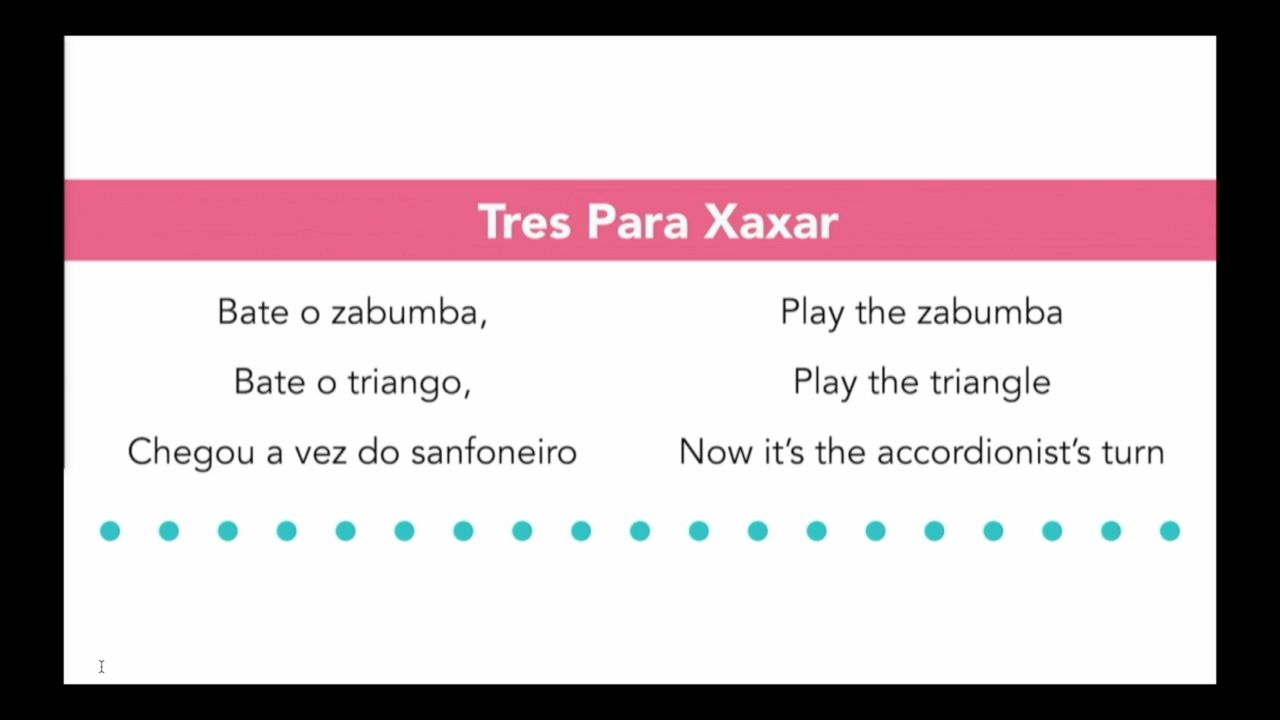 Tres Para Xaxar
Bate o zabumba,
Bate o triango,
Chegou a vez do sanfoneiro
Play the zabumba
Play the triangle
Now it's the accordionist's turn